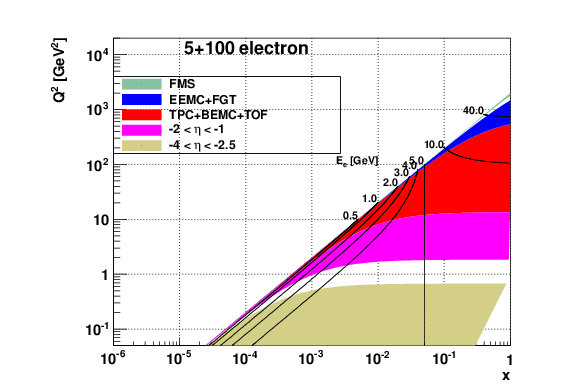 5+100 electron
Q² [GeV²]
10⁴
10³
10²
10
1
10⁻¹
FMS
EEMC+FGT
TPC+BEMC+TOF
-2 < η < -1
-4 < η < -2.5
Eₑ [GeV]
0.5
1.0
2.0
3.0
4.0
5.0
10.0
40.0
10⁻⁶ 10⁻⁵ 10⁻⁴ 10⁻³ 10⁻² 10⁻¹ 1
x